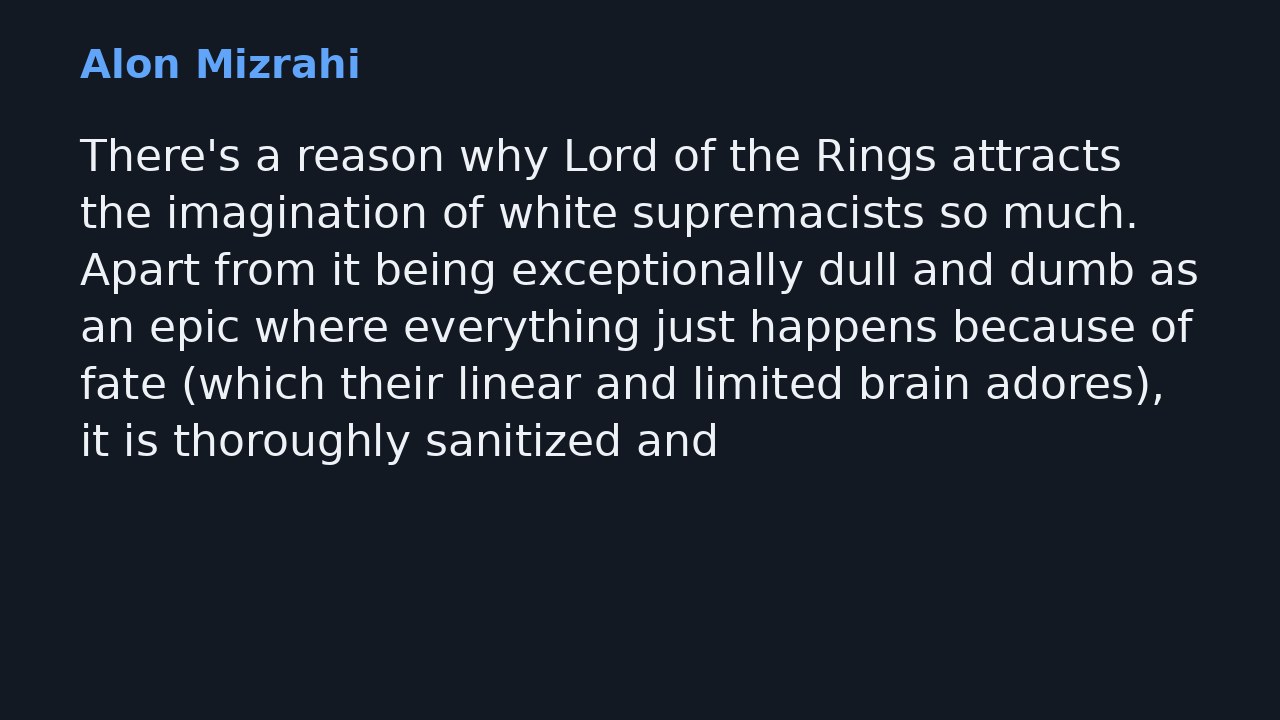 Alon Mizrahi
There's a reason why Lord of the Rings attracts
the imagination of white supremacists so much.
Apart from it being exceptionally dull and dumb as
an epic where everything just happens because of
fate (which their linear and limited brain adores),
it is thoroughly sanitized and